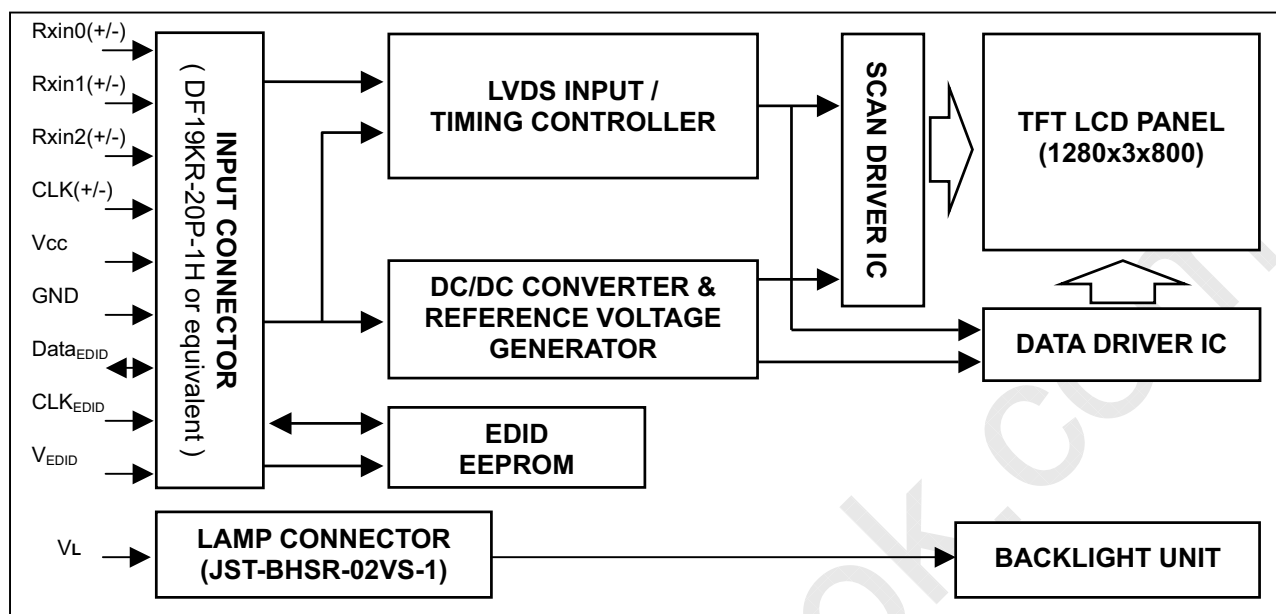 Rxin0(+/-)
Rxin1(+/-)
Rxin2(+/-)
CLK(+/-)
Vcc
GND
DataEDID
CLKEDID
VEDID
VL
INPUT CONNECTOR
( DF19KR-20P-1H or equivalent )
LVDS INPUT /
TIMING CONTROLLER
DC/DC CONVERTER &
REFERENCE VOLTAGE
GENERATOR
EDID
EEPROM
SCAN DRIVER IC
TFT LCD PANEL
(1280x3x800)
DATA DRIVER IC
LAMP CONNECTOR
(JST-BHSR-02VS-1)
BACKLIGHT UNIT
ok.com